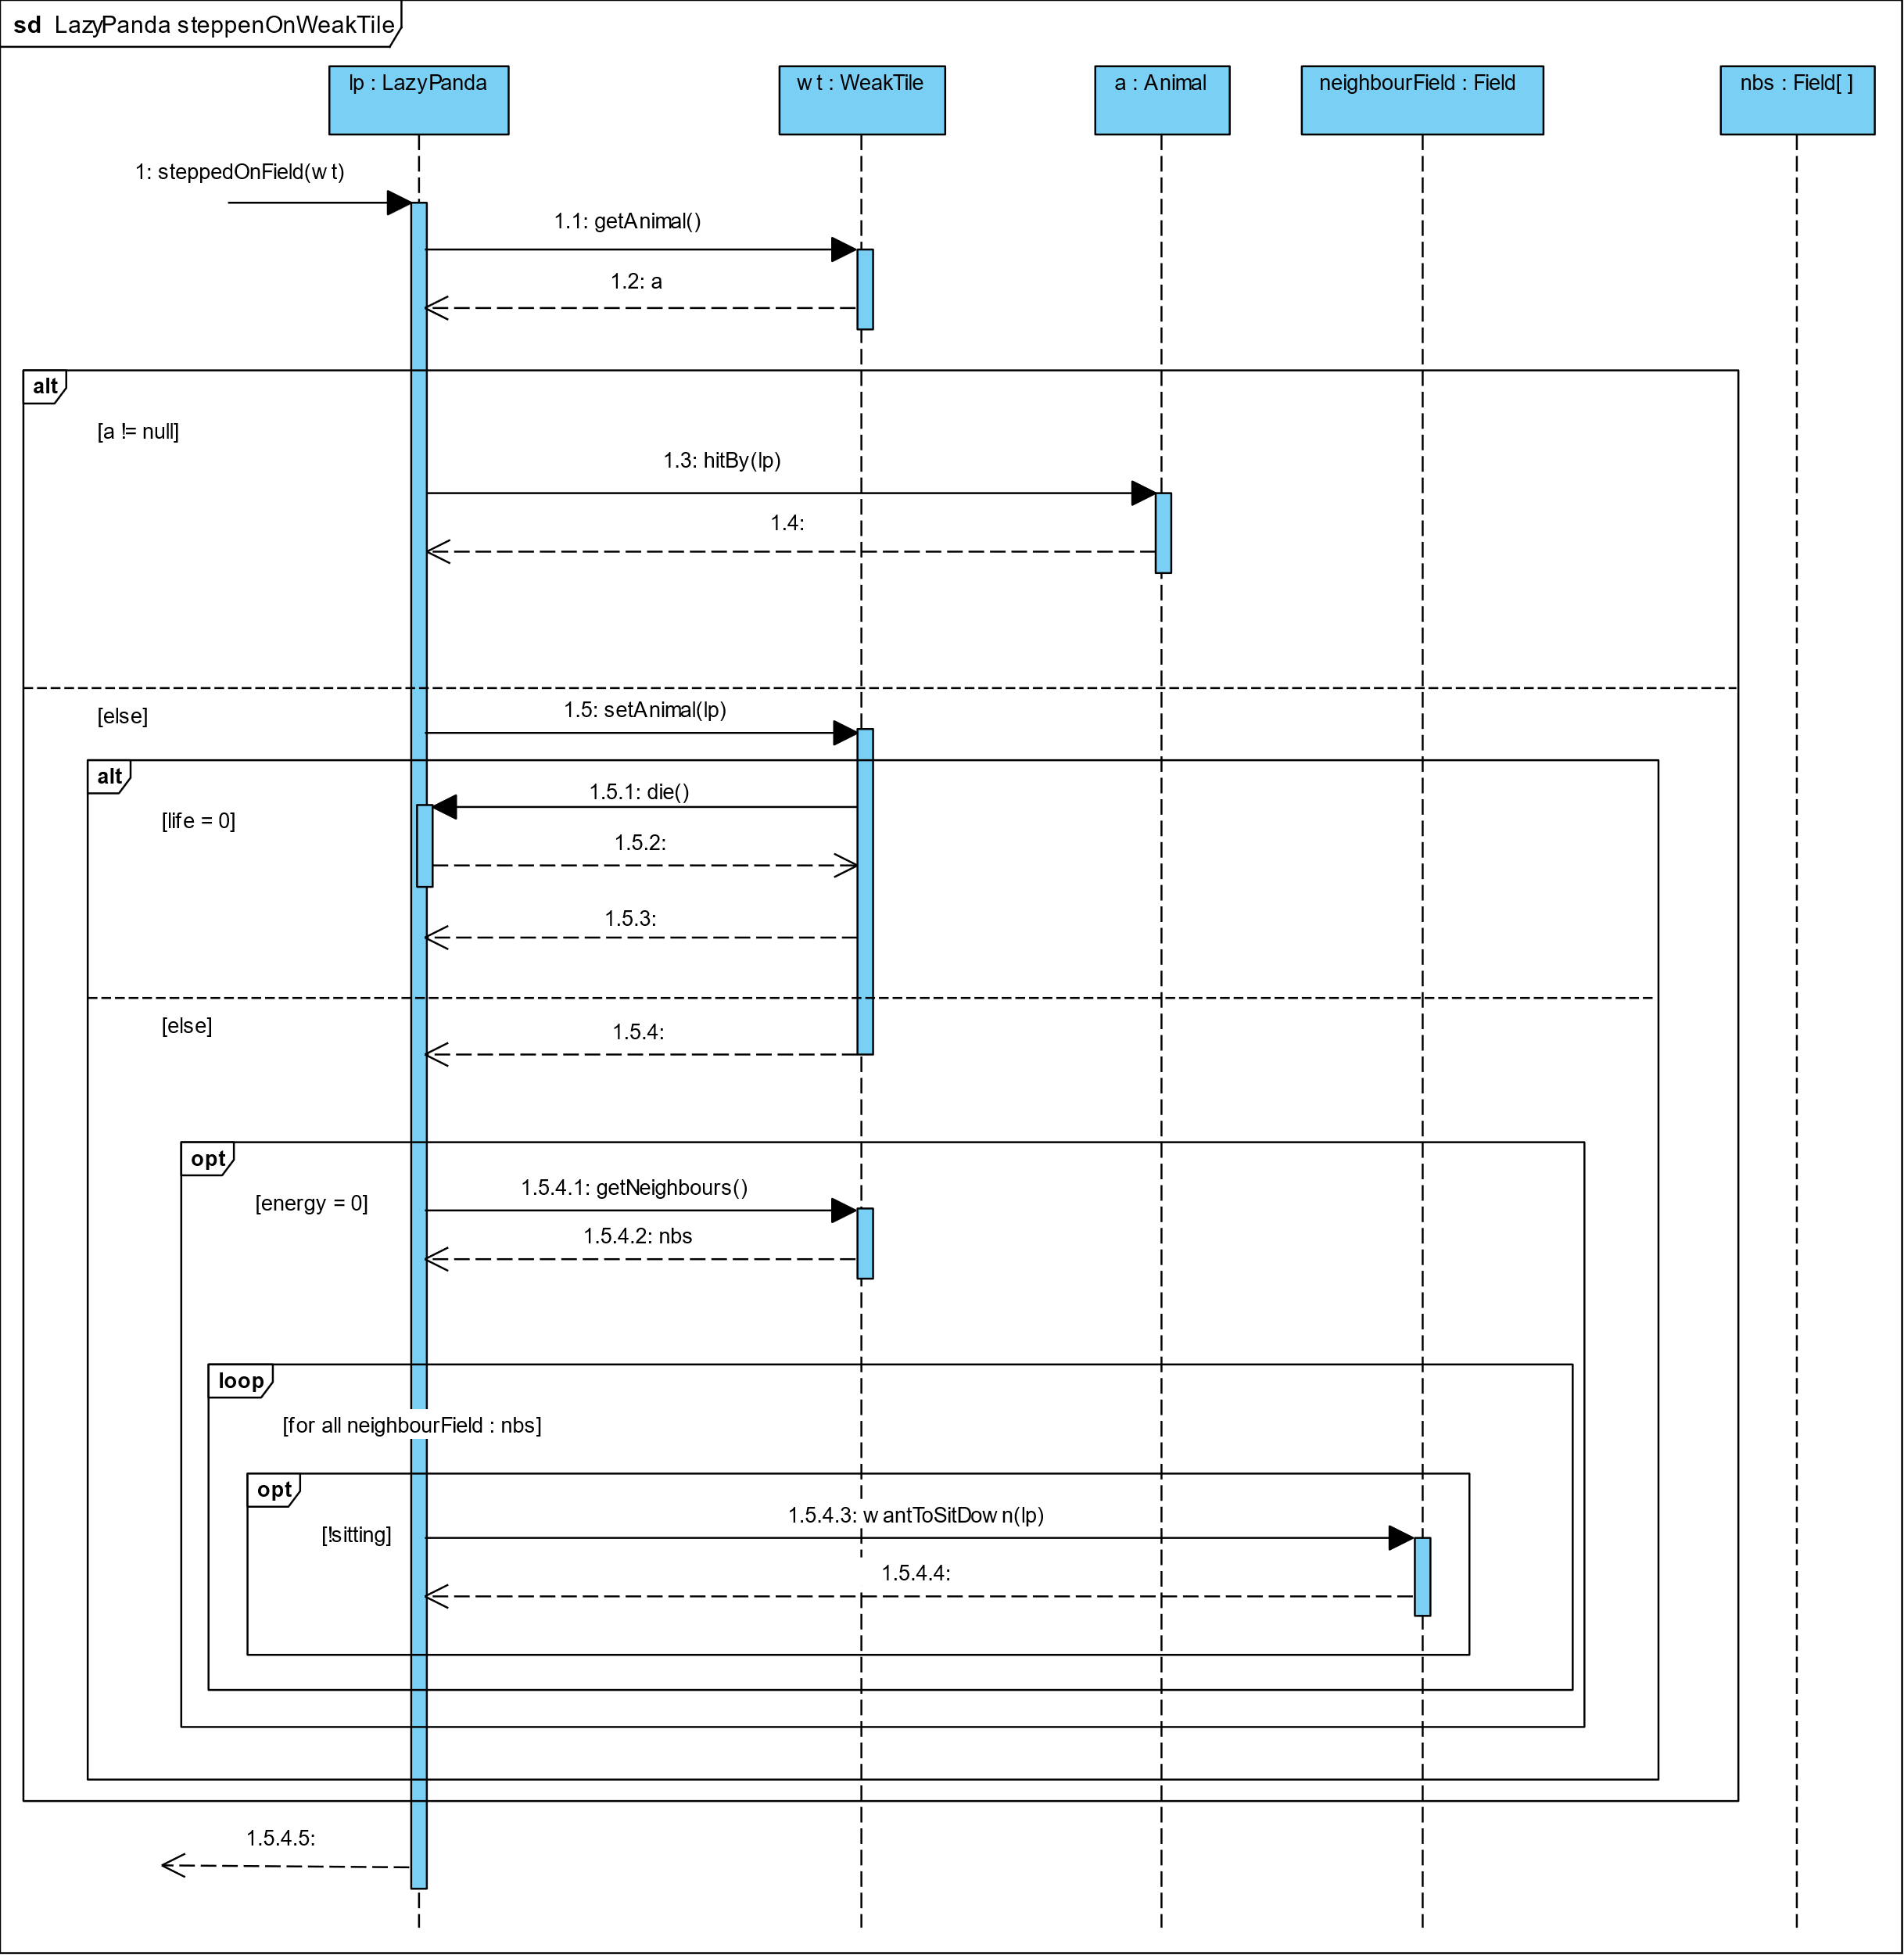 sd LazyPanda steppenOnWeakTile
lp : LazyPanda
wt : WeakTile
a : Animal
neighbourField : Field
nbs : Field[ ]
1: steppedOnField(wt)
1.1: getAnimal()
1.2: a
alt
[a != null]
1.3: hitBy(lp)
1.4:
[else]
1.5: setAnimal(lp)
alt
1.5.1: die()
[life = 0]
1.5.2:
1.5.3:
[else]
1.5.4:
opt
1.5.4.1: getNeighbours()
[energy = 0]
1.5.4.2: nbs
loop
[for all neighbourField : nbs]
opt
1.5.4.3: wantToSitDown(lp)
[!sitting]
1.5.4.4:
1.5.4.5: